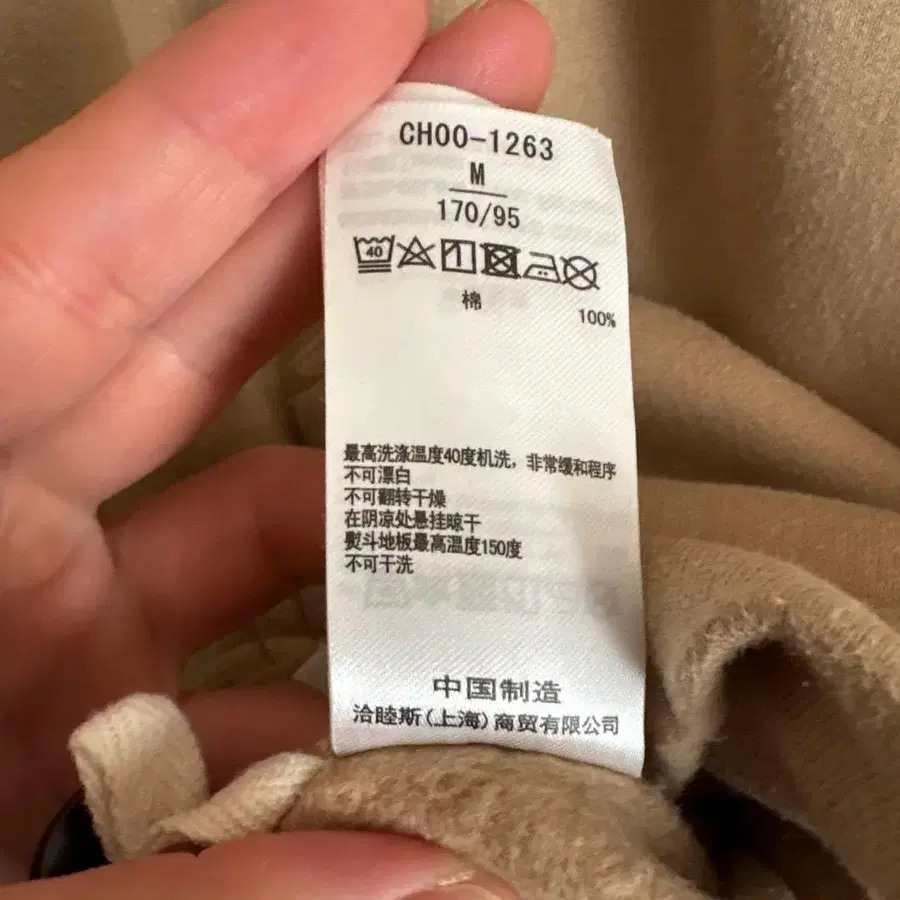 CH00-1263
M
170/95
40
棉
100%
最高洗涤温度40度机洗，非常缓和程序
不可漂白
不可翻转干燥
在阴凉处悬挂晾干
熨斗地板最高温度150度
不可干洗
中国制造
洽睦斯(上海)商贸有限公司